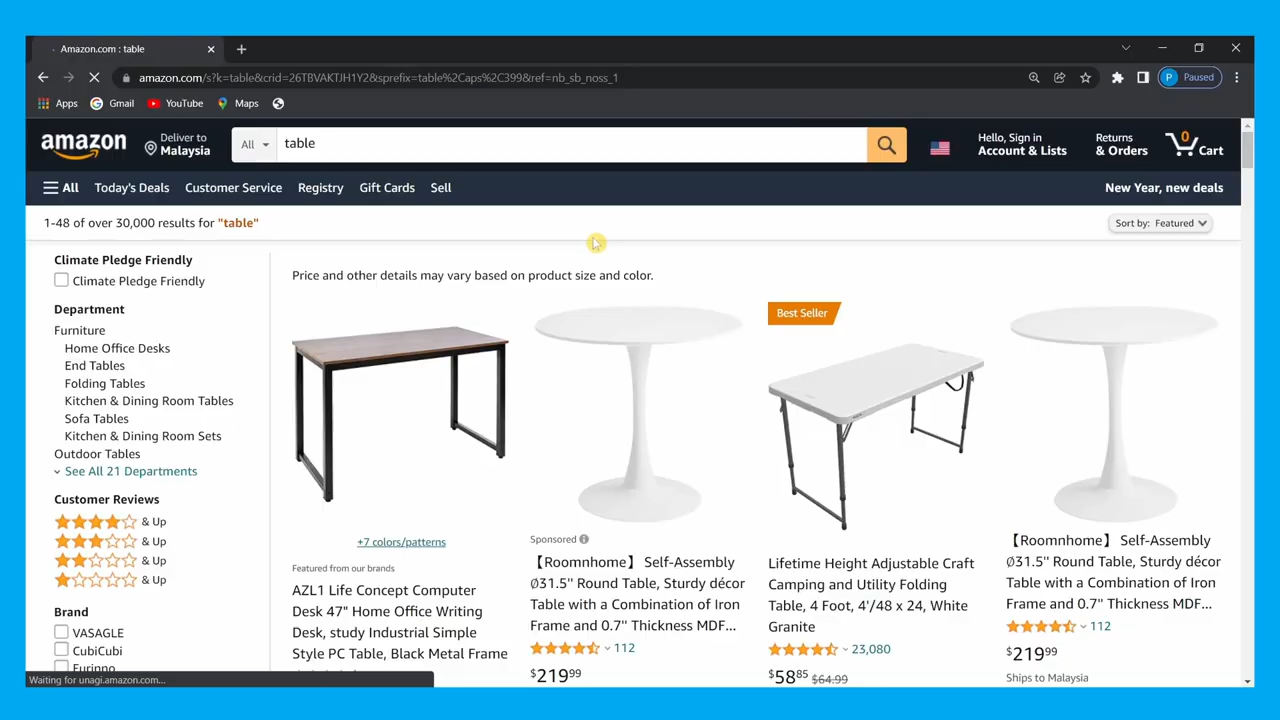 Amazon.com : table
amazon.com/s?k=table&crid=26TBVAKTJH1Y2&sprefix=table%2Caps%2C399&ref=nb_sb_noss_1
P Paused
Apps Gmail YouTube Maps
amazon
Deliver to
Malaysia
All
table
Hello, Sign in
Account & Lists
Returns
& Orders
0
Cart
All Today's Deals Customer Service Registry Gift Cards Sell
New Year, new deals
1-48 of over 30,000 results for "table"
Sort by: Featured
Climate Pledge Friendly
Climate Pledge Friendly
Department
Furniture
Home Office Desks
End Tables
Folding Tables
Kitchen & Dining Room Tables
Sofa Tables
Kitchen & Dining Room Sets
Outdoor Tables
See All 21 Departments
Customer Reviews
& Up
& Up
& Up
& Up
Brand
VASAGLE
CubiCubi
Furinno
Waiting for unagi.amazon.com...
Price and other details may vary based on product size and color.
+7 colors/patterns
Featured from our brands
AZL1 Life Concept Computer
Desk 47" Home Office Writing
Desk, study Industrial Simple
Style PC Table, Black Metal Frame
Sponsored
【Roomnhome】 Self-Assembly
Ø31.5'' Round Table, Sturdy décor
Table with a Combination of Iron
Frame and 0.7'' Thickness MDF...
112
$219.99
Best Seller
Lifetime Height Adjustable Craft
Camping and Utility Folding
Table, 4 Foot, 4'/48 x 24, White
Granite
23,080
$58.85 $64.99
【Roomnhome】 Self-Assembly
Ø31.5'' Round Table, Sturdy décor
Table with a Combination of Iron
Frame and 0.7'' Thickness MDF...
112
$219.99
Ships to Malaysia